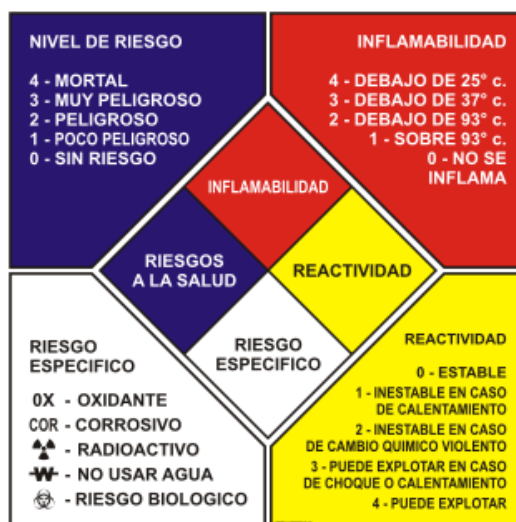 NIVEL DE RIESGO
4 - MORTAL
3 - MUY PELIGROSO
2 - PELIGROSO
1 - POCO PELIGROSO
0 - SIN RIESGO
INFLAMABILIDAD
4 - DEBAJO DE 25° c.
3 - DEBAJO DE 37° c.
2 - DEBAJO DE 93° c.
1 - SOBRE 93° c.
0 - NO SE
INFLAMA
INFLAMABILIDAD
RIESGOS
A LA SALUD
REACTIVIDAD
RIESGO
ESPECIFICO
RIESGO
ESPECIFICO
0X - OXIDANTE
COR - CORROSIVO
- RADIOACTIVO
W - NO USAR AGUA
- RIESGO BIOLOGICO
REACTIVIDAD
0 - ESTABLE
1 - INESTABLE EN CASO
DE CALENTAMIENTO
2 - INESTABLE EN CASO
DE CAMBIO QUIMICO VIOLENTO
3 - PUEDE EXPLOTAR EN CASO
DE CHOQUE O CALENTAMIENTO
4 - PUEDE EXPLOTAR